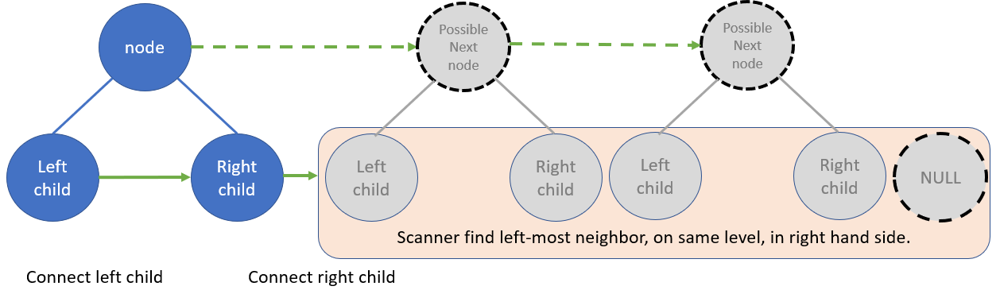 node
Possible
Next
node
Possible
Next
node
Left
child
Right
child
Left
child
Right
child
Left
child
Right
child
NULL
Scanner find left-most neighbor, on same level, in right hand side.
Connect left child
Connect right child